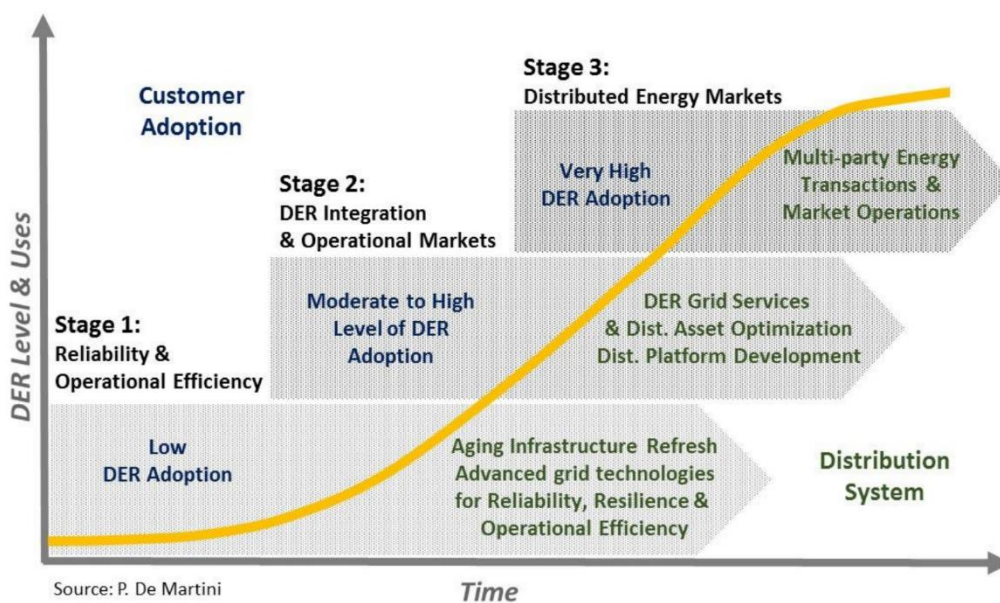 Customer
Adoption
Stage 3:
Distributed Energy Markets
Very High
DER Adoption
Multi-party Energy
Transactions &
Market Operations
Stage 2:
DER Integration
& Operational Markets
Moderate to High
Level of DER
Adoption
DER Grid Services
& Dist. Asset Optimization
Dist. Platform Development
Stage 1:
Reliability &
Operational Efficiency
Low
DER Adoption
Aging Infrastructure Refresh
Advanced grid technologies
for Reliability, Resilience &
Operational Efficiency
Distribution
System
DER Level & Uses
Time
Source: P. De Martini